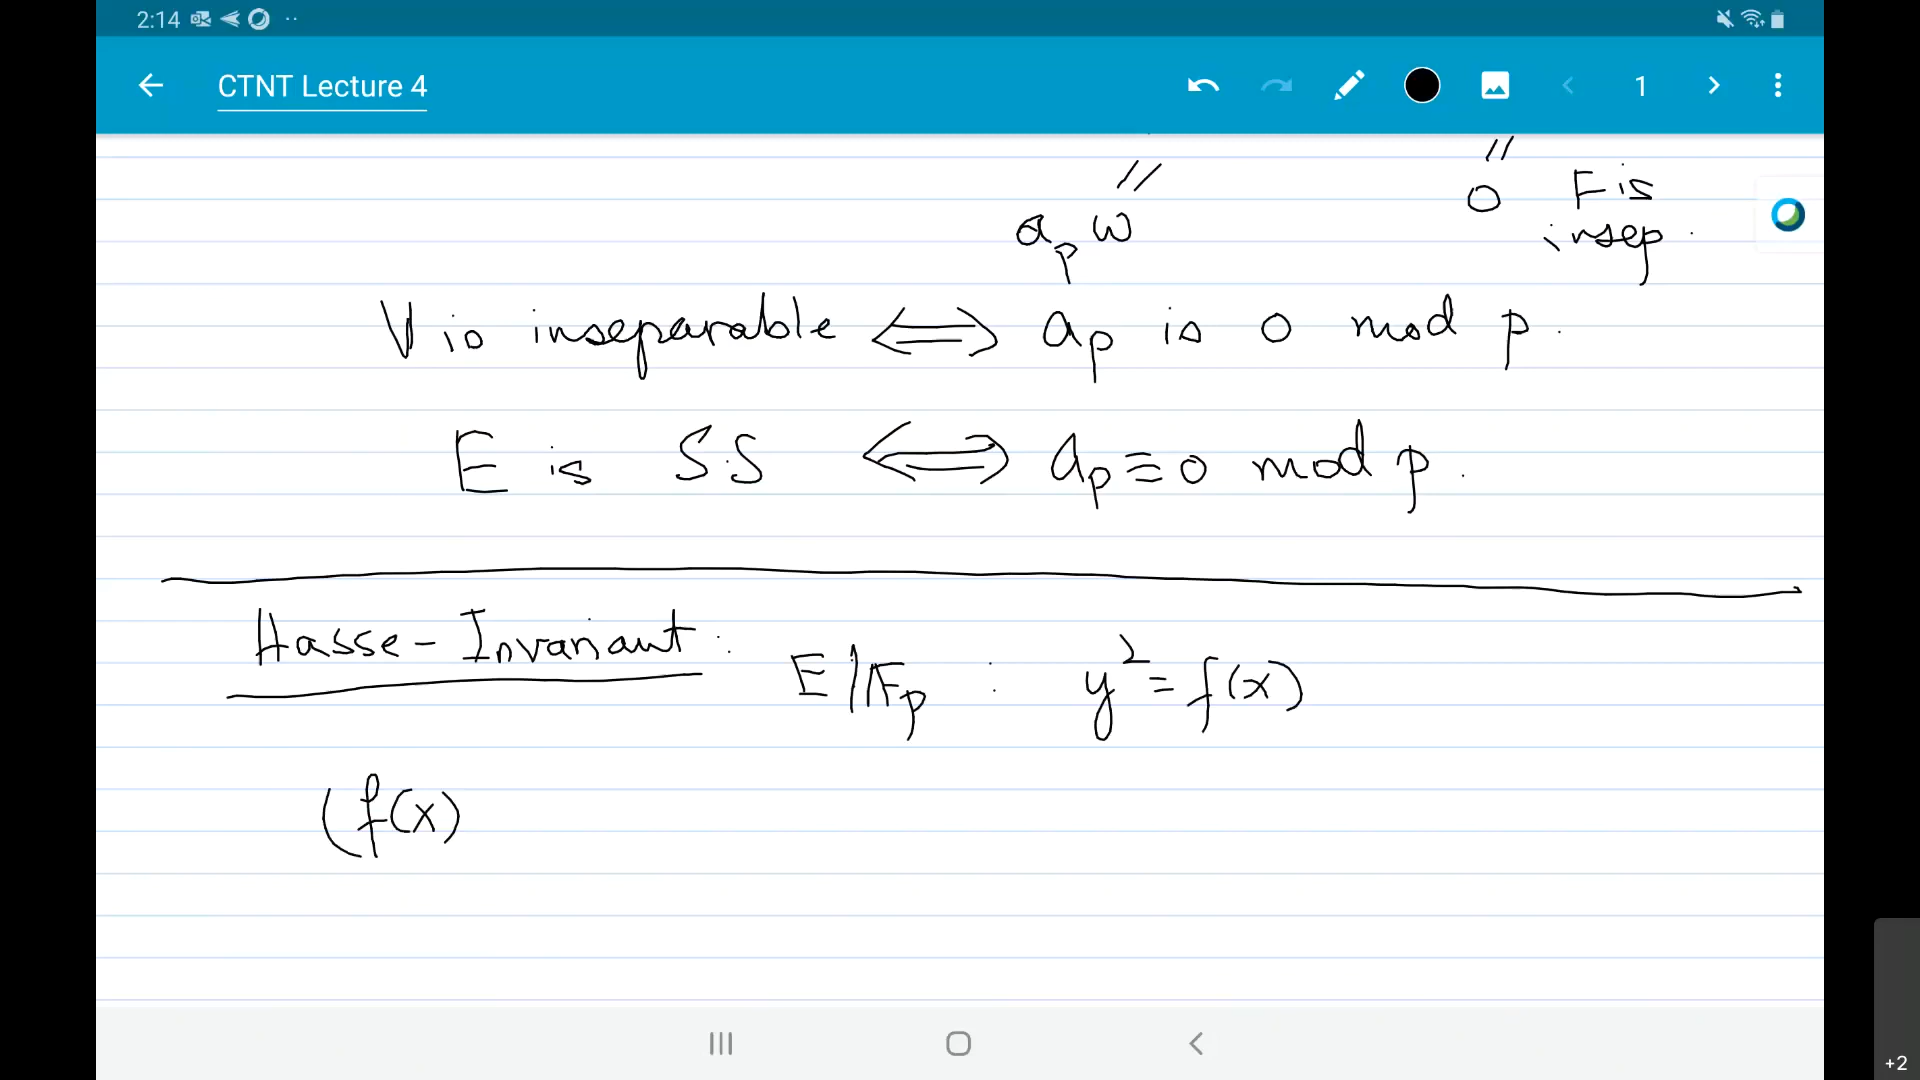 2:14
CTNT Lecture 4
1
// //
a_p ω 0 F is
insep.
V is inseparable ⟺ a_p is 0 mod p.
E is S.S ⟺ a_p ≡ 0 mod p.
Hasse-Invariant: E/𝔽_p : y² = f(x)
(f(x)
+2